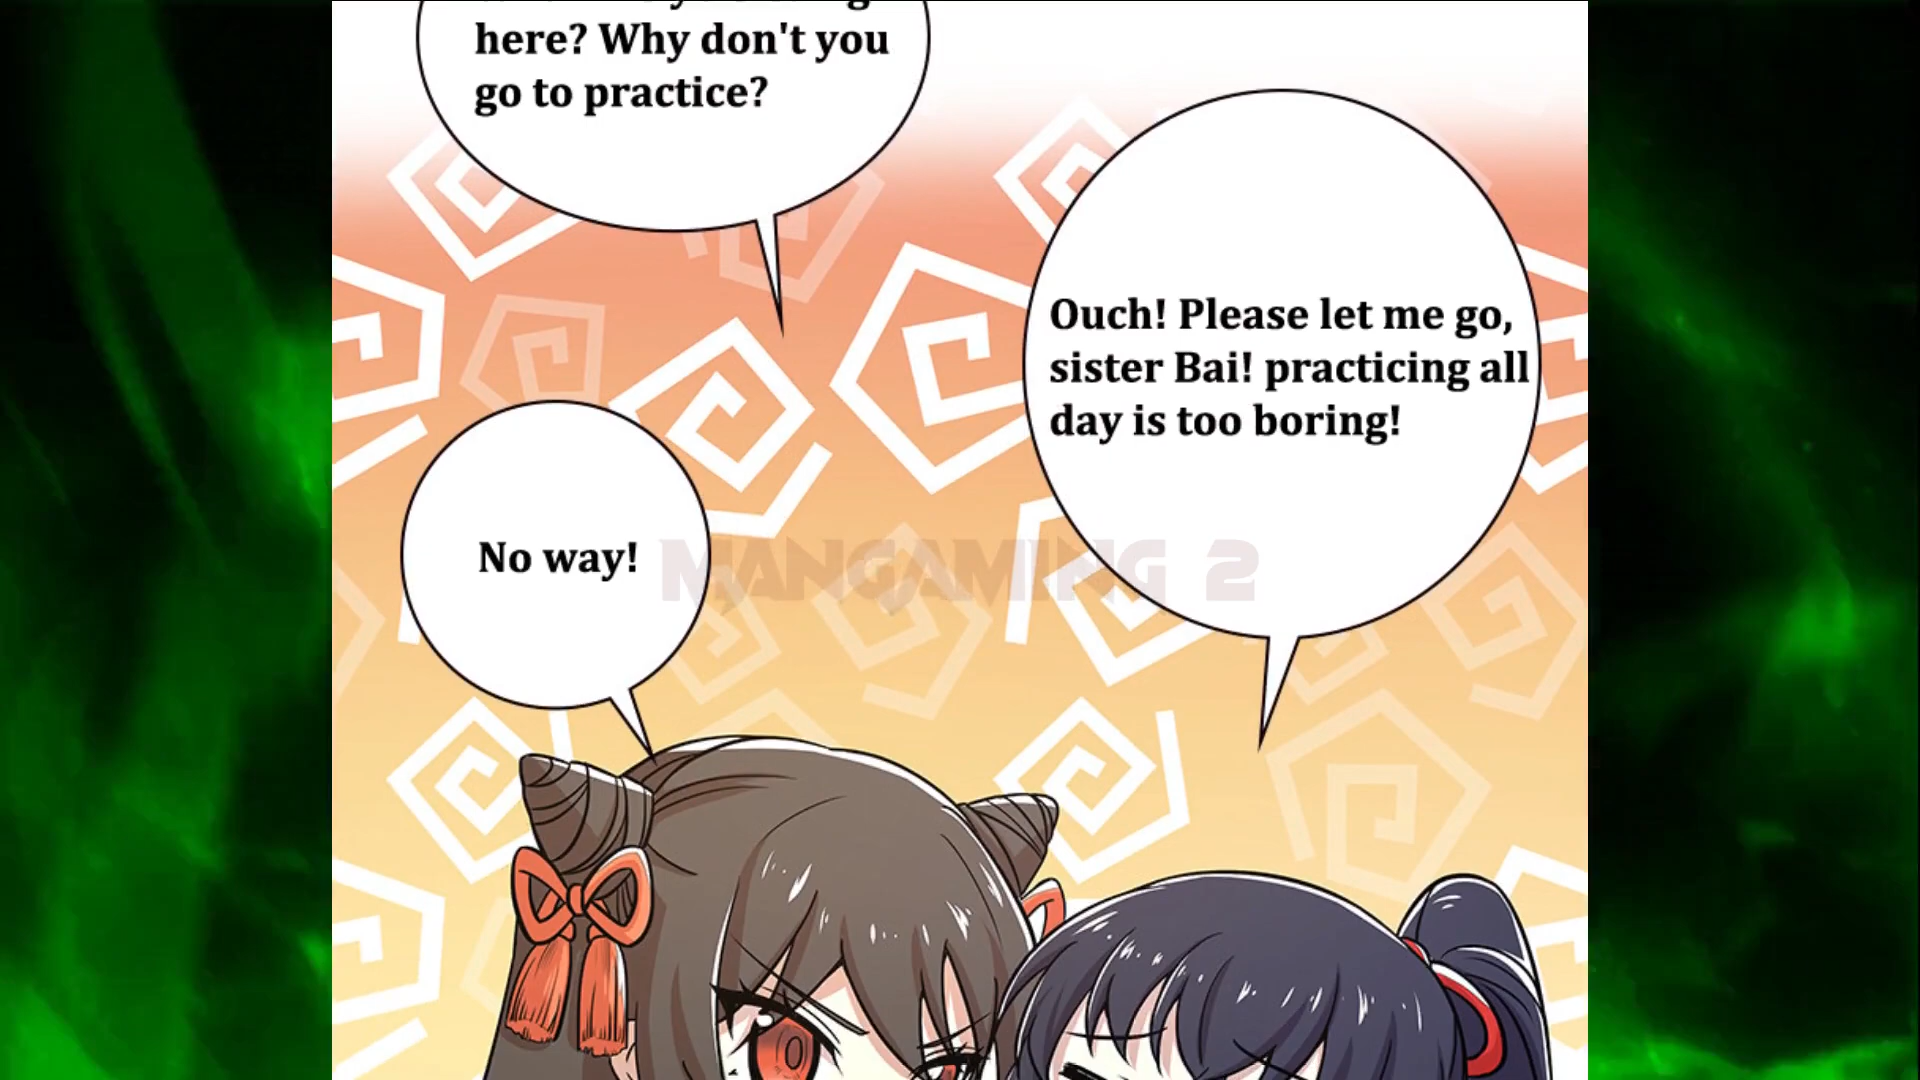 here? Why don't you
go to practice?
Ouch! Please let me go,
sister Bai! practicing all
day is too boring!
No way!
MANGAMING 2